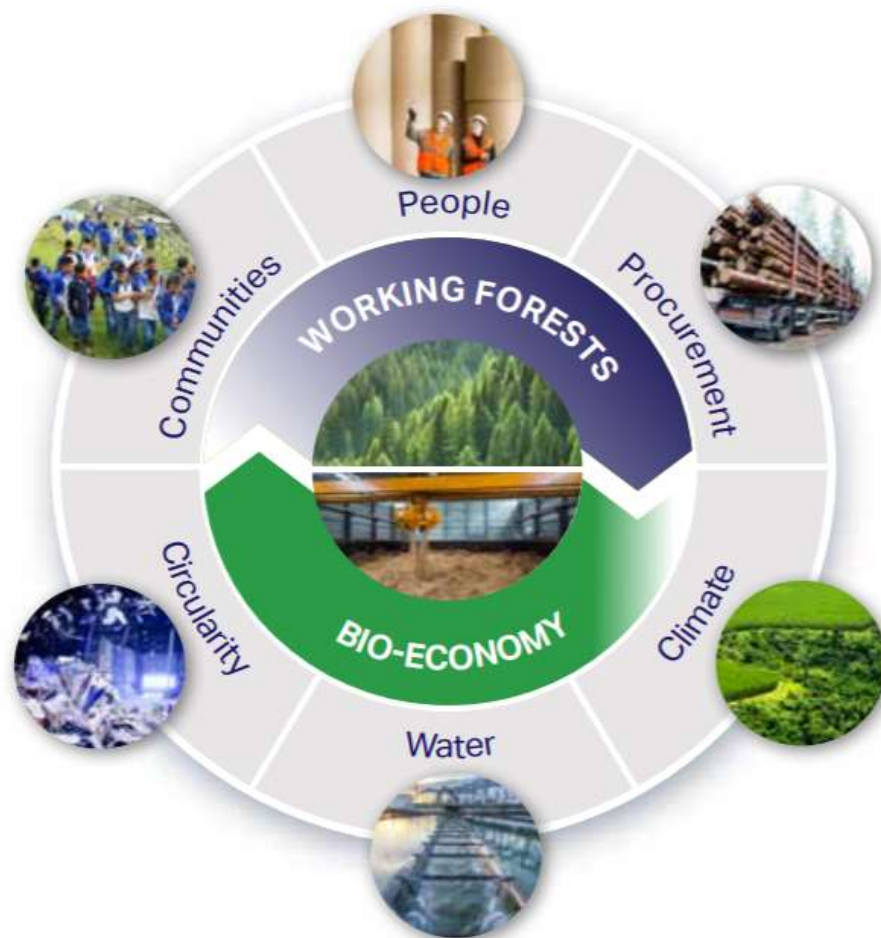 People
Procurement
Climate
Water
Circularity
Communities
WORKING FORESTS
BIO-ECONOMY